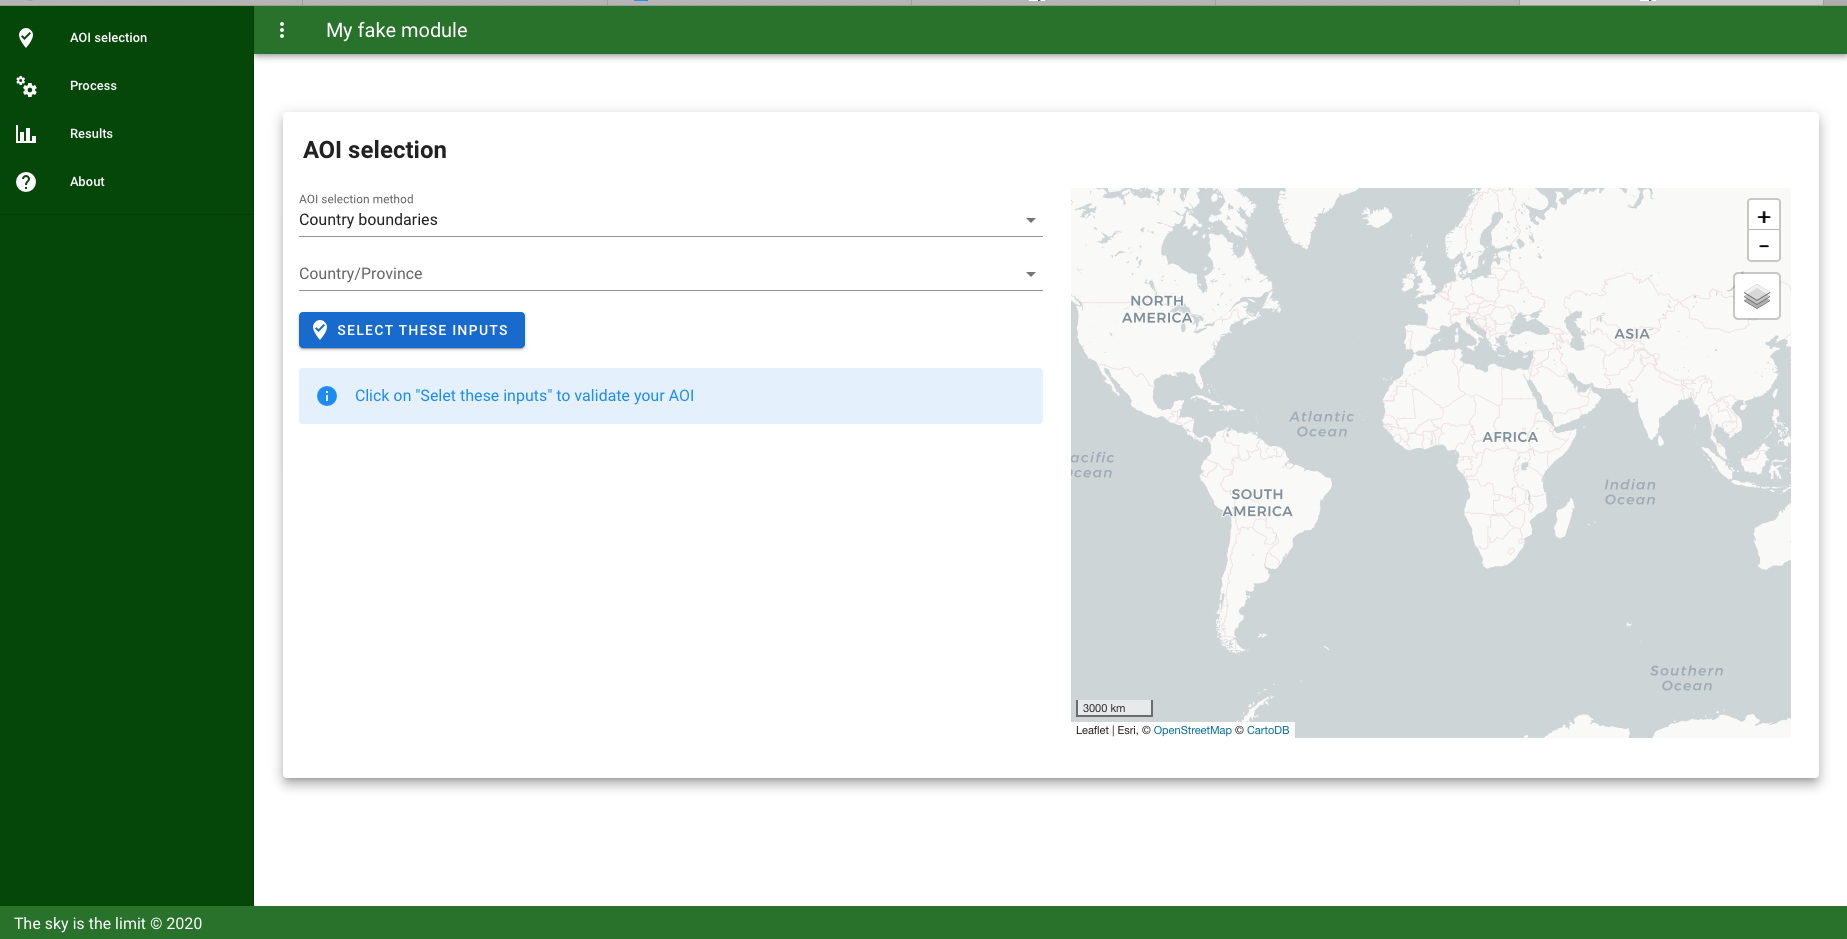 My fake module
AOI selection
Process
Results
About
AOI selection
AOI selection method
Country boundaries
Country/Province
SELECT THESE INPUTS
Click on "Selet these inputs" to validate your AOI
+
−
NORTH
AMERICA
ASIA
Atlantic
Ocean
AFRICA
acific
cean
Indian
Ocean
SOUTH
AMERICA
Southern
Ocean
3000 km
Leaflet | Esri, © OpenStreetMap © CartoDB
The sky is the limit © 2020